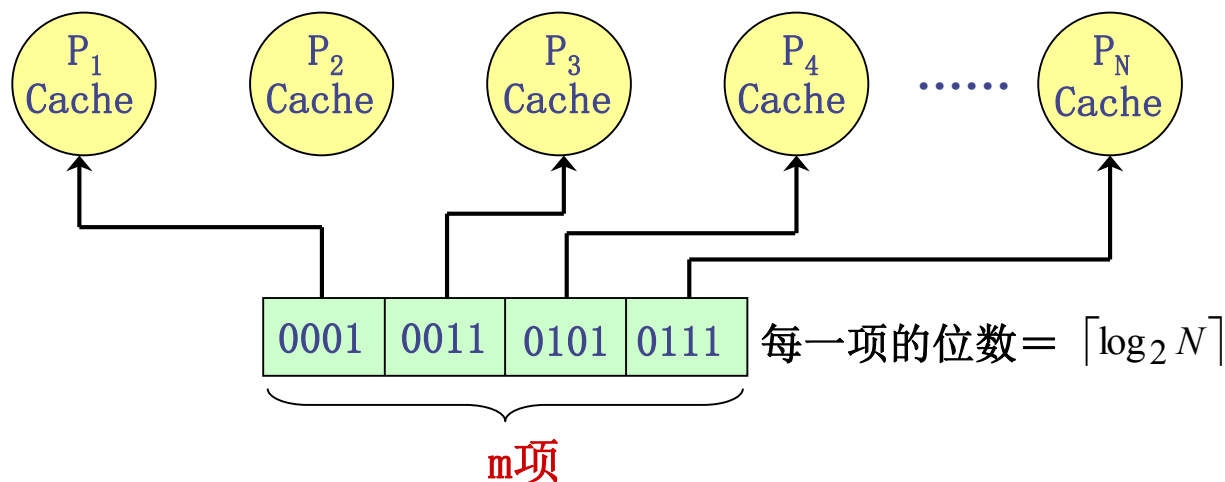 P₁ Cache
P₂ Cache
P₃ Cache
P₄ Cache
……
P_N Cache
0001 0011 0101 0111 每一项的位数＝⌈log₂ N⌉
m项